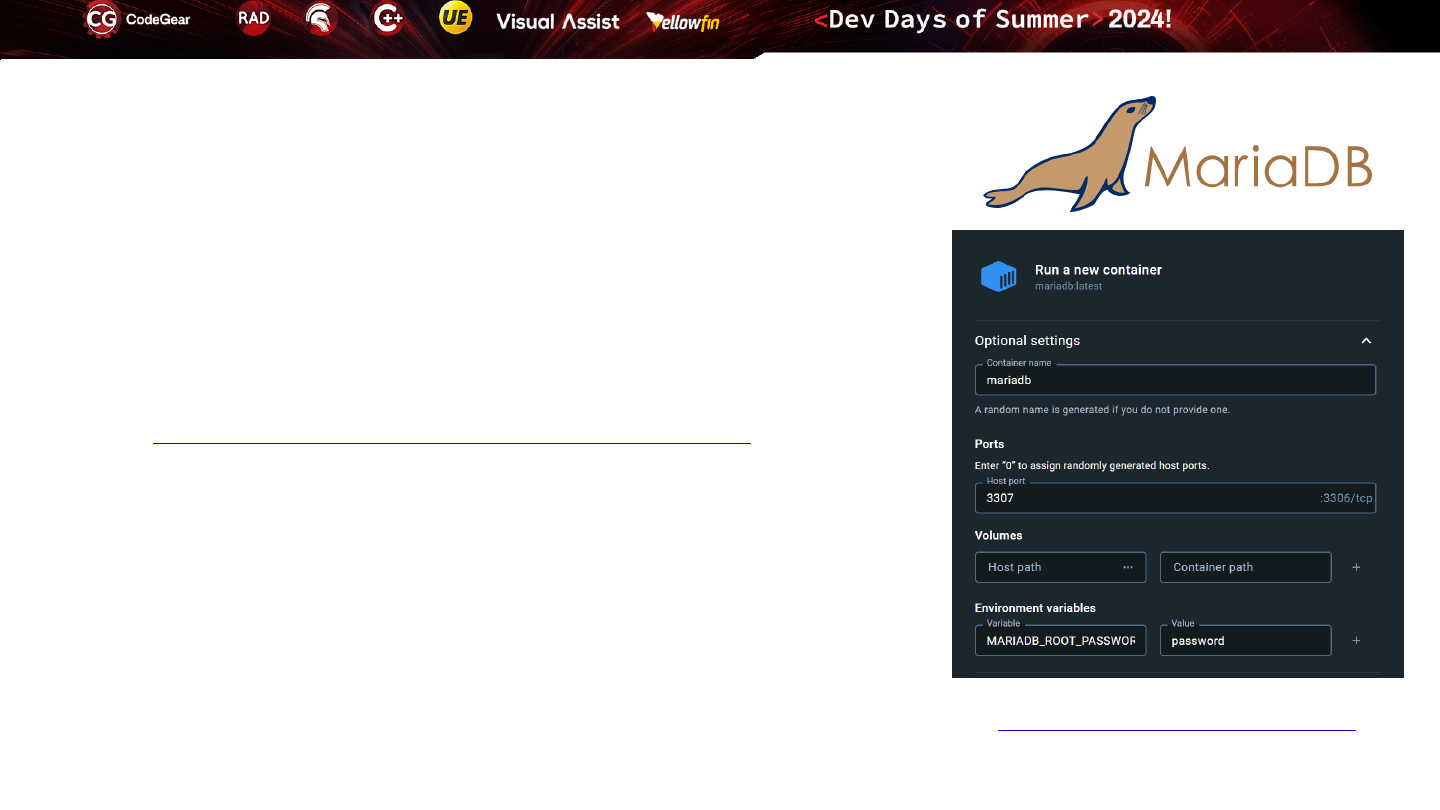 CG CodeGear RAD C++ UE Visual Assist Yellowfin <Dev Days of Summer> 2024!
MariaDB
Run a new container
mariadb:latest
Optional settings
Container name
mariadb
A random name is generated if you do not provide one.
Ports
Enter “0” to assign randomly generated host ports.
Host port
3307 :3306/tcp
Volumes
Host path ··· Container path +
Environment variables
Variable Value
MARIADB_ROOT_PASSWOR password +